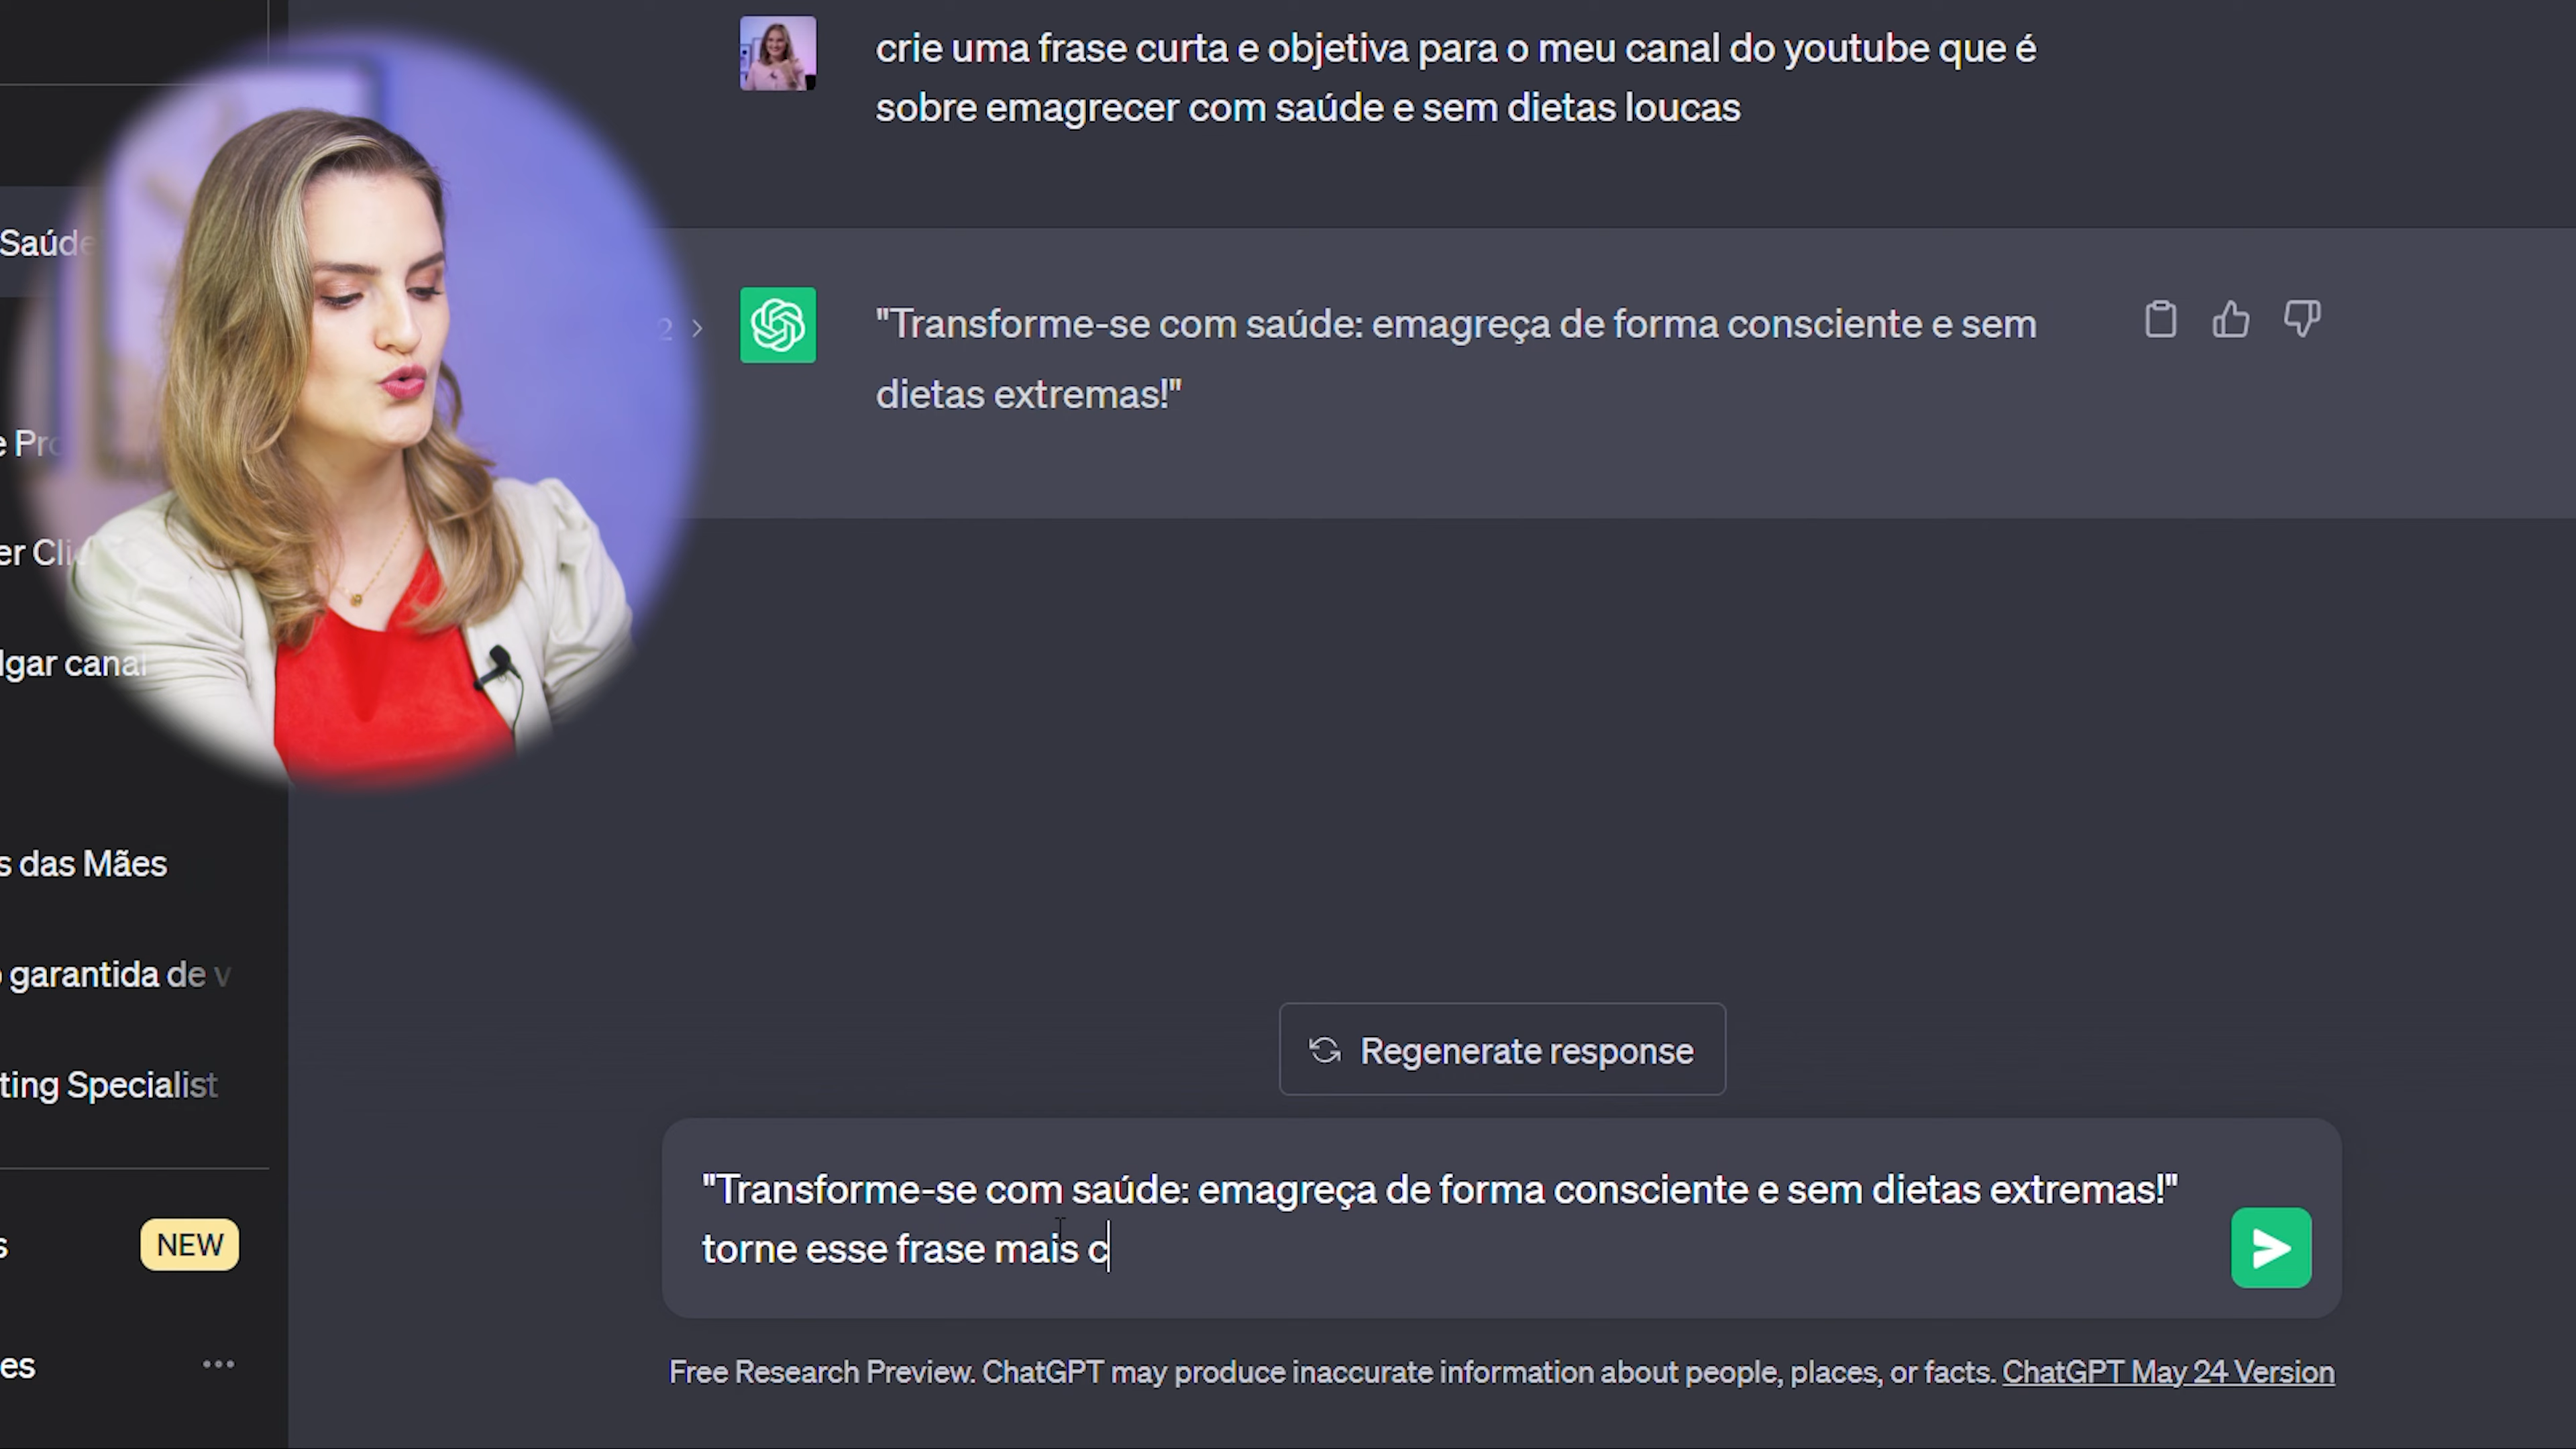 crie uma frase curta e objetiva para o meu canal do youtube que é
sobre emagrecer com saúde e sem dietas loucas
Saúde
2 >
"Transforme-se com saúde: emagreça de forma consciente e sem
dietas extremas!"
e Pro
er Cli
lgar canal
s das Mães
o garantida de v
ting Specialist
Regenerate response
"Transforme-se com saúde: emagreça de forma consciente e sem dietas extremas!"
torne esse frase mais c
s NEW
es ...
Free Research Preview. ChatGPT may produce inaccurate information about people, places, or facts. ChatGPT May 24 Version